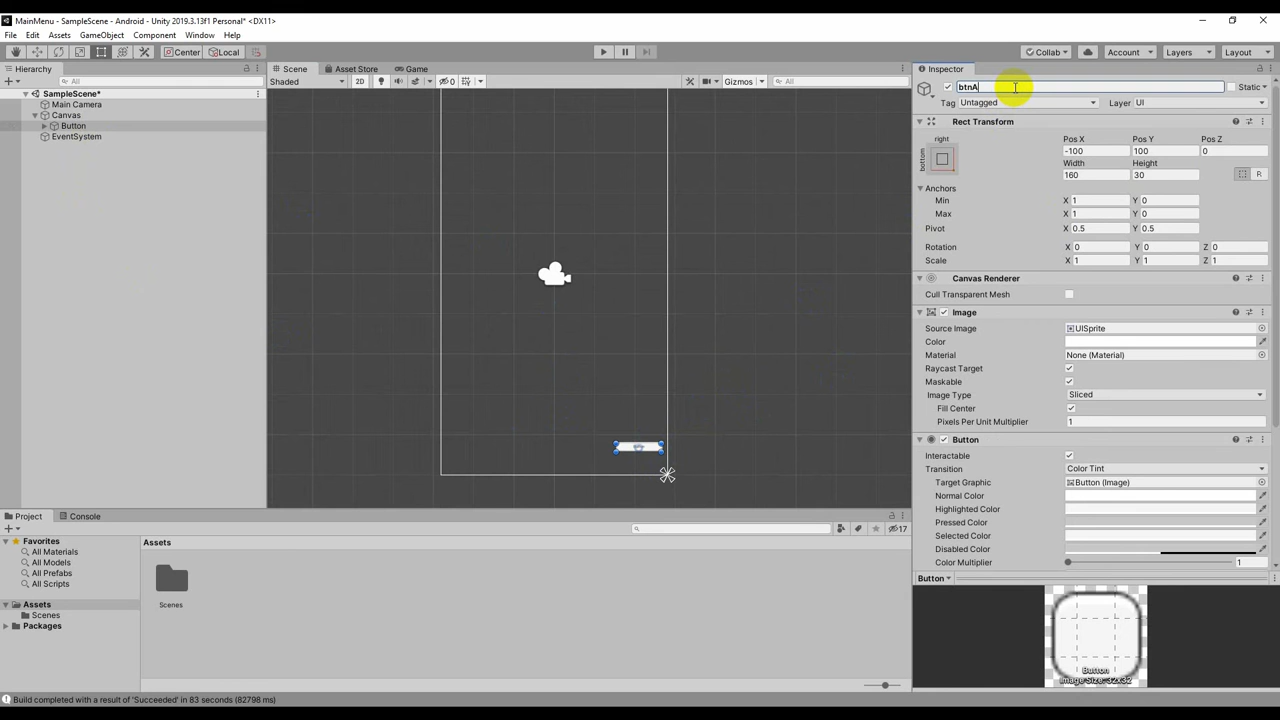 MainMenu - SampleScene - Android - Unity 2019.3.13f1 Personal* <DX11>
File Edit Assets GameObject Component Window Help
Center Local Collab Account Layers Layout
Hierarchy
All
SampleScene*
Main Camera
Canvas
Button
EventSystem
Scene Asset Store Game
Shaded 2D 0 Gizmos All
Inspector
btnA Static
Tag Untagged Layer UI
Rect Transform
right
bottom
Pos X Pos Y Pos Z
-100 100 0
Width Height
160 30 R
Anchors
Min X 1 Y 0
Max X 1 Y 0
Pivot X 0.5 Y 0.5
Rotation X 0 Y 0 Z 0
Scale X 1 Y 1 Z 1
Canvas Renderer
Cull Transparent Mesh
Image
Source Image UISprite
Color
Material None (Material)
Raycast Target
Maskable
Image Type Sliced
Fill Center
Pixels Per Unit Multiplier 1
Button
Interactable
Transition Color Tint
Target Graphic Button (Image)
Normal Color
Highlighted Color
Pressed Color
Selected Color
Disabled Color
Color Multiplier 1
Button
Button
Image Size: 32x32
Project Console
17
Favorites
All Materials
All Models
All Prefabs
All Scripts
Assets
Scenes
Packages
Assets
Scenes
Build completed with a result of 'Succeeded' in 83 seconds (82798 ms)